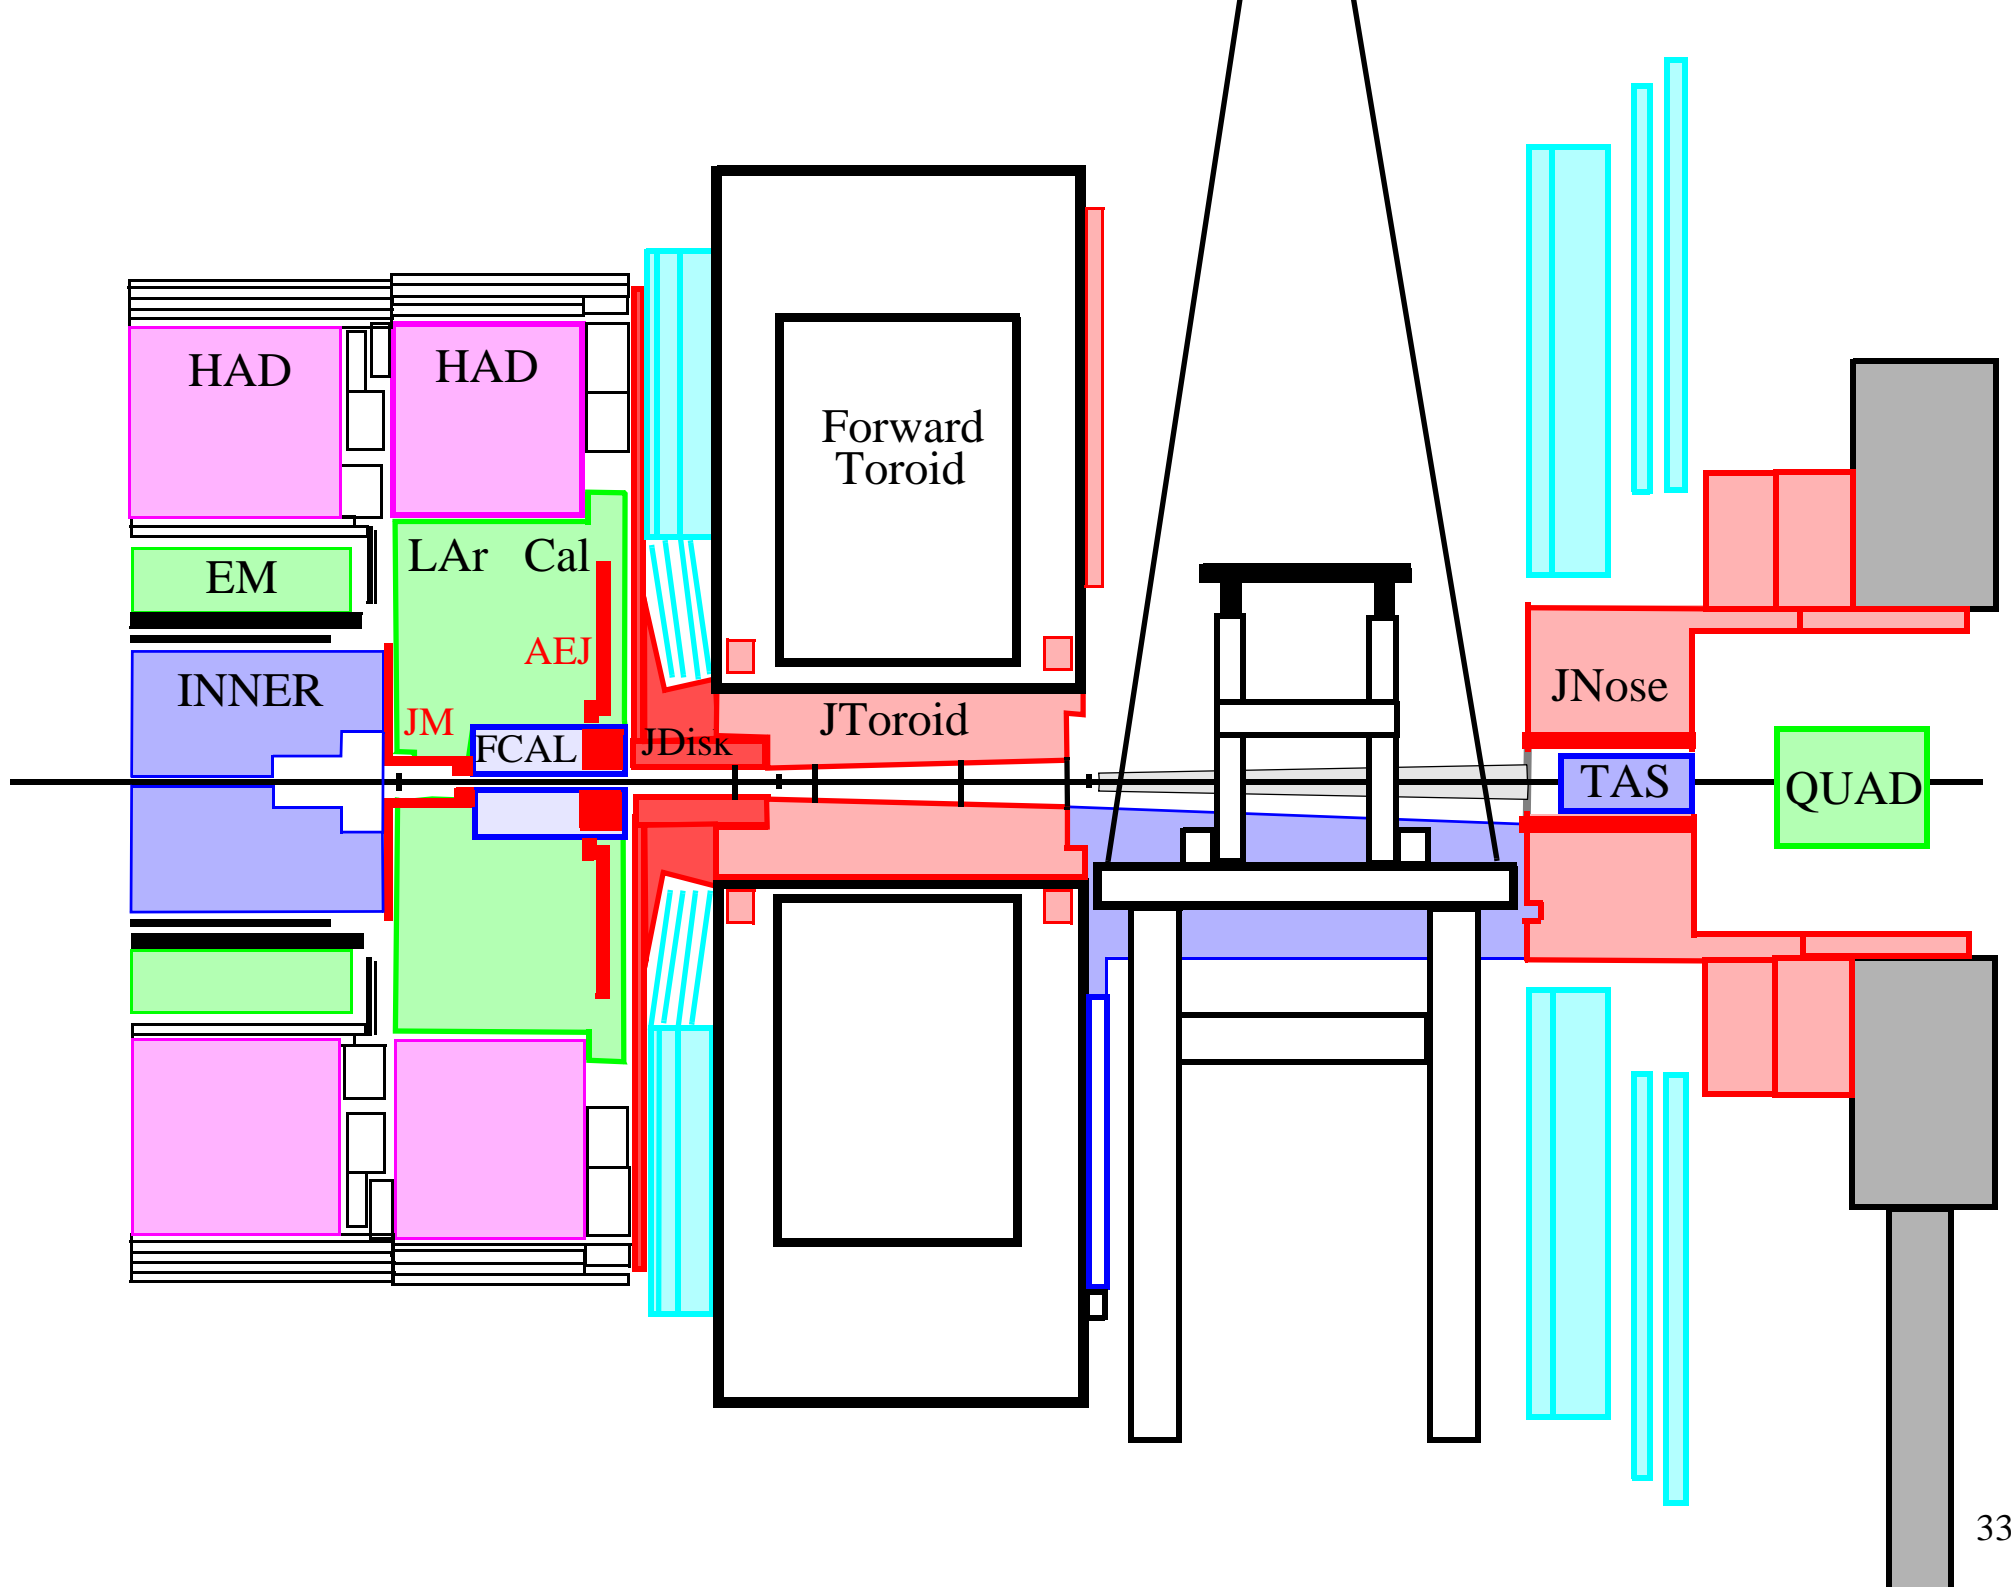 HAD
HAD
Forward
Toroid
LAr Cal
EM
AEJ
INNER
JM
JNose
JToroid
FCAL
JDisk
TAS
QUAD
33